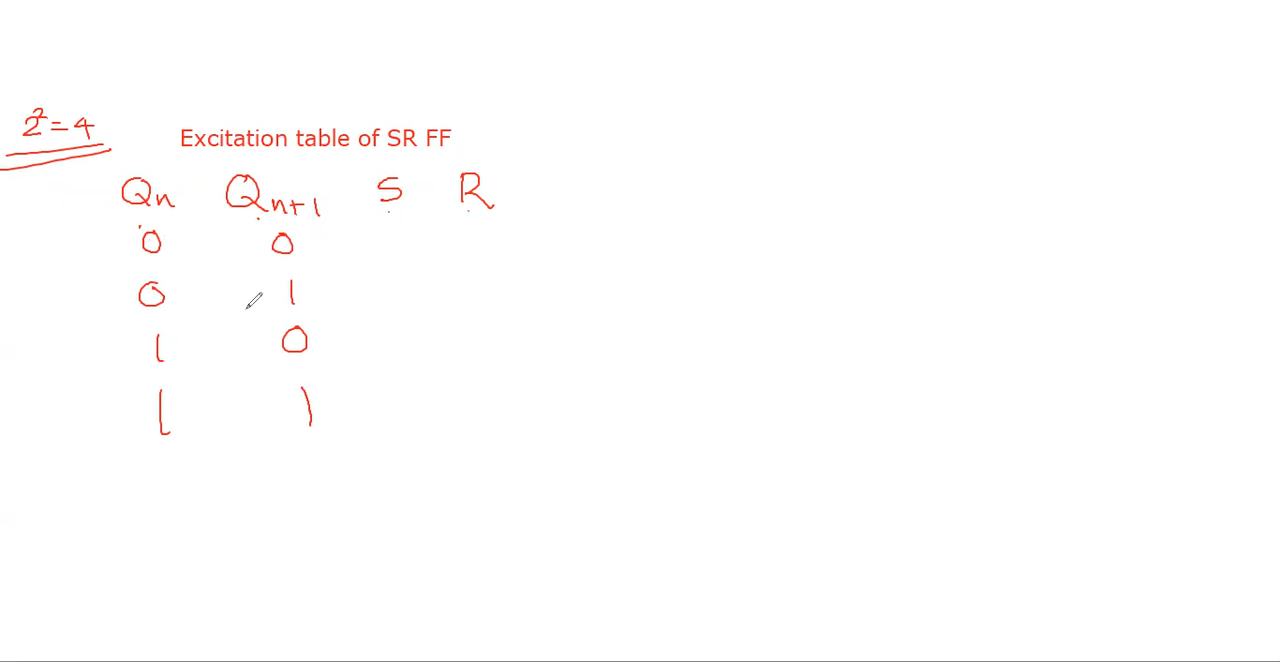 2²=4
Excitation table of SR FF
Qn Qn+1 S R
0 0
0 1
1 0
1 1